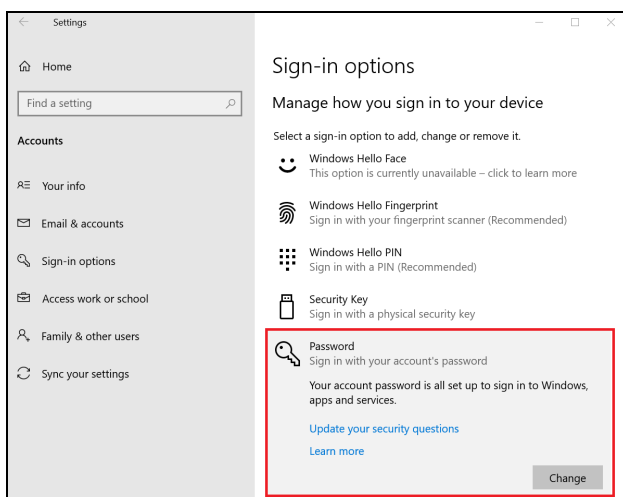 Settings
Home
Find a setting
Accounts
Your info
Email & accounts
Sign-in options
Access work or school
Family & other users
Sync your settings
Sign-in options
Manage how you sign in to your device
Select a sign-in option to add, change or remove it.
Windows Hello Face
This option is currently unavailable – click to learn more
Windows Hello Fingerprint
Sign in with your fingerprint scanner (Recommended)
Windows Hello PIN
Sign in with a PIN (Recommended)
Security Key
Sign in with a physical security key
Password
Sign in with your account's password
Your account password is all set up to sign in to Windows,
apps and services.
Update your security questions
Learn more
Change